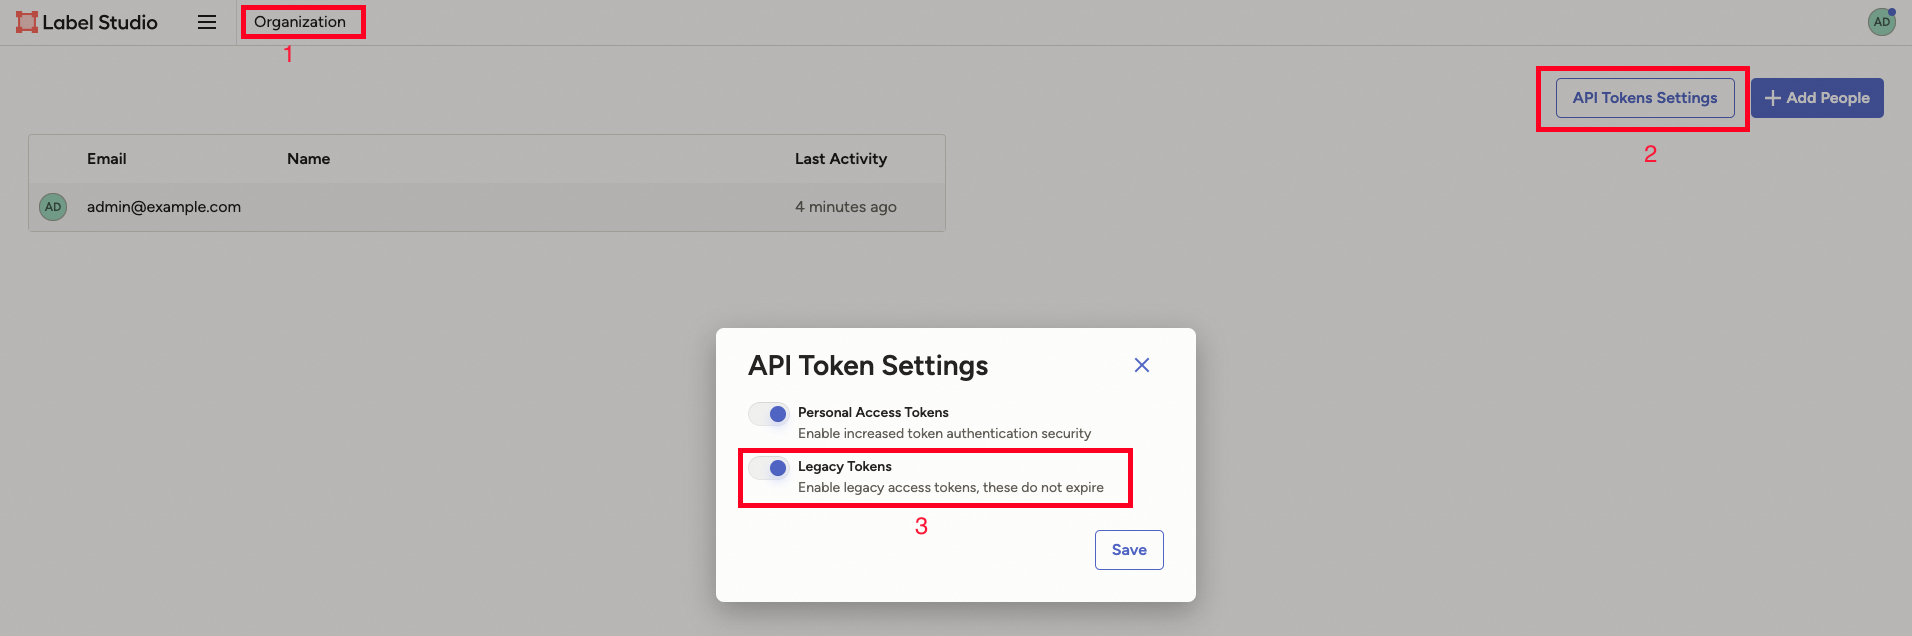 Label Studio
Organization
AD
1
API Tokens Settings
Add People
2
Email Name Last Activity
AD admin@example.com 4 minutes ago
API Token Settings
Personal Access Tokens
Enable increased token authentication security
Legacy Tokens
Enable legacy access tokens, these do not expire
3
Save